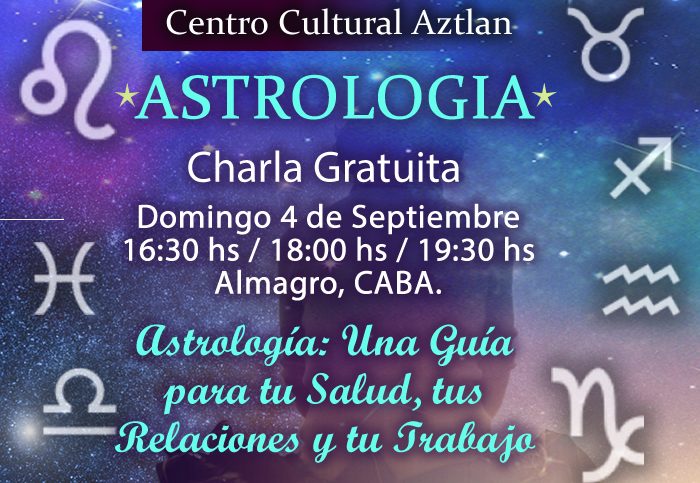 Centro Cultural Aztlan
ASTROLOGIA
Charla Gratuita
Domingo 4 de Septiembre
16:30 hs / 18:00 hs / 19:30 hs
Almagro, CABA.
Astrología: Una Guía
para tu Salud, tus
Relaciones y tu Trabajo